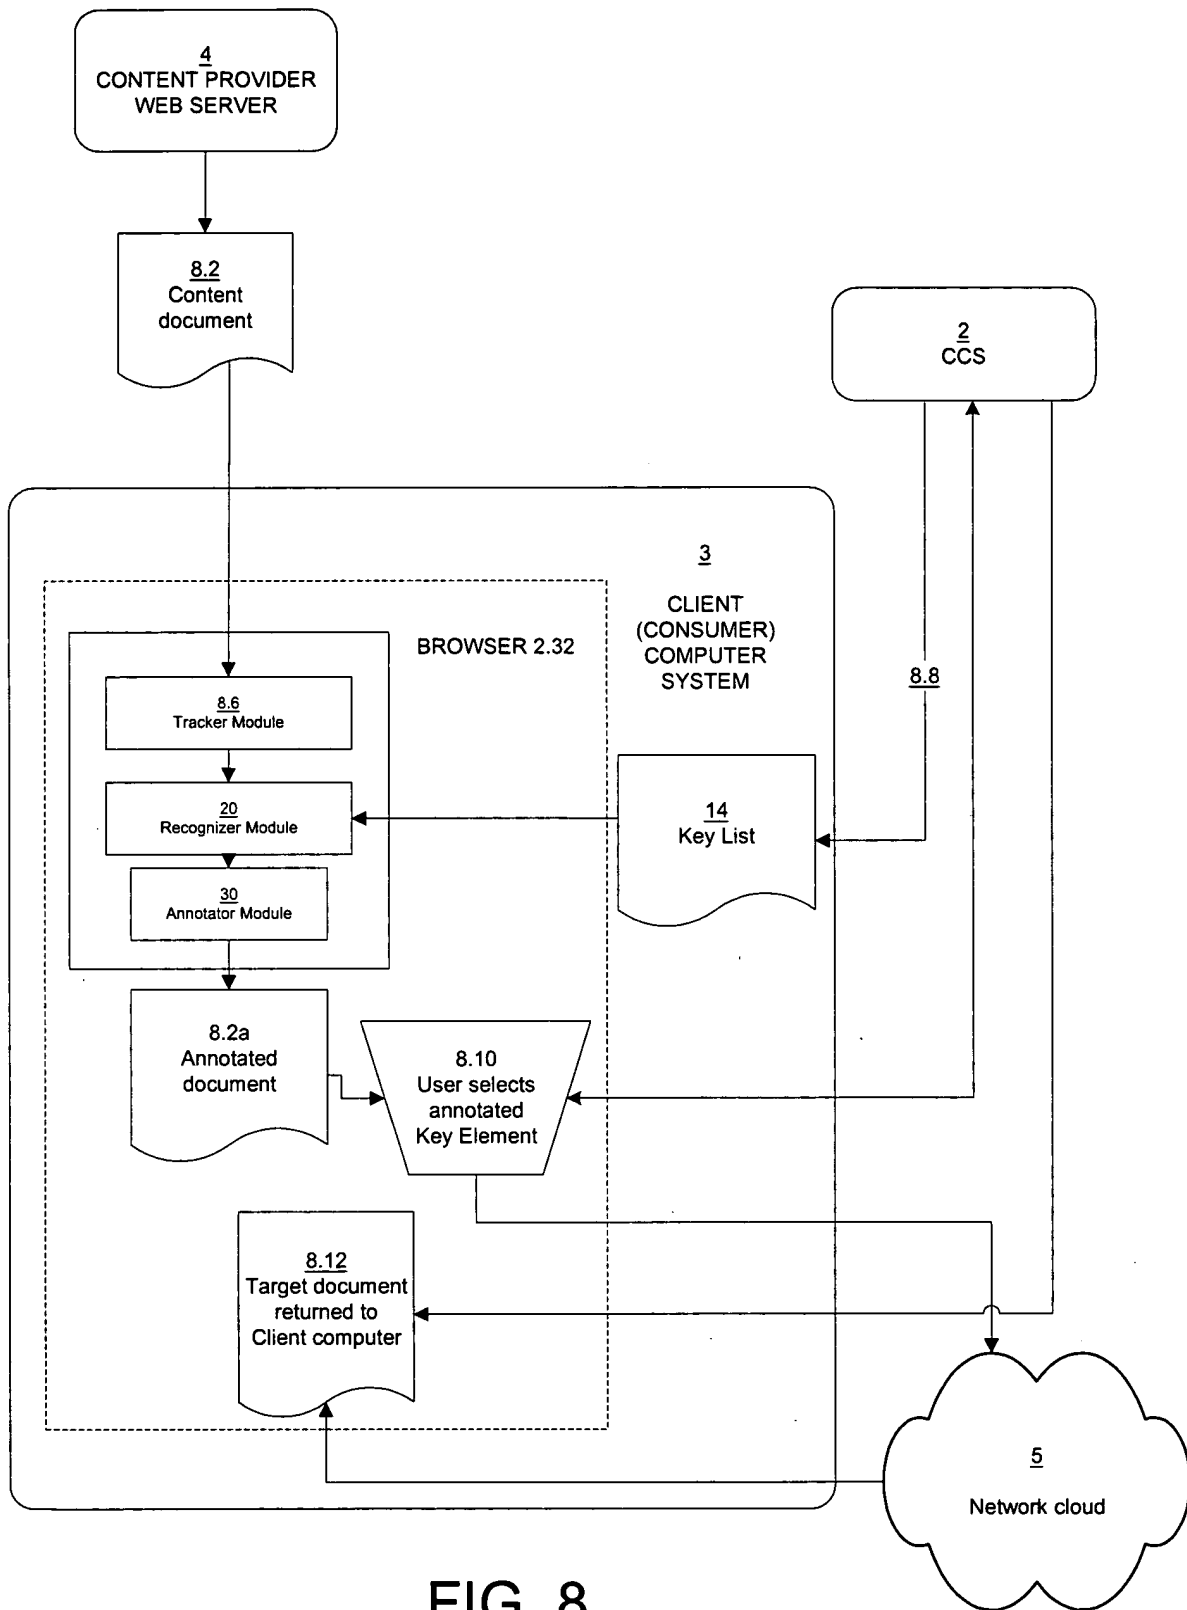 4
CONTENT PROVIDER
WEB SERVER
8.2
Content
document
2
CCS
3
CLIENT
(CONSUMER)
COMPUTER
SYSTEM
BROWSER 2.32
8.6
Tracker Module
8.8
20
Recognizer Module
14
Key List
30
Annotator Module
8.2a
Annotated
document
8.10
User selects
annotated
Key Element
8.12
Target document
returned to
Client computer
5
Network cloud
FIG. 8